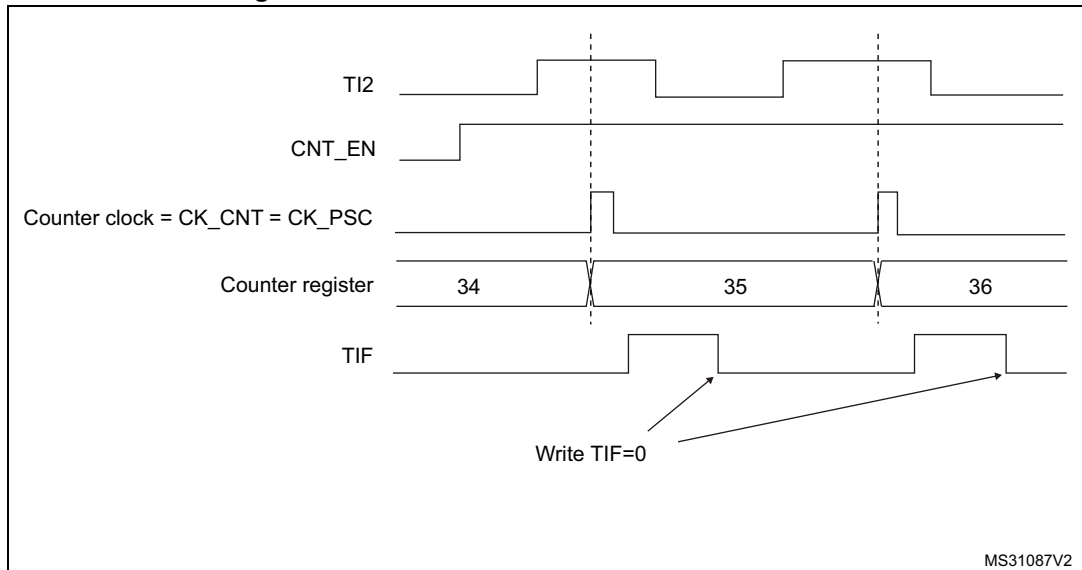 TI2
CNT_EN
Counter clock = CK_CNT = CK_PSC
Counter register 34 35 36
TIF
Write TIF=0
MS31087V2